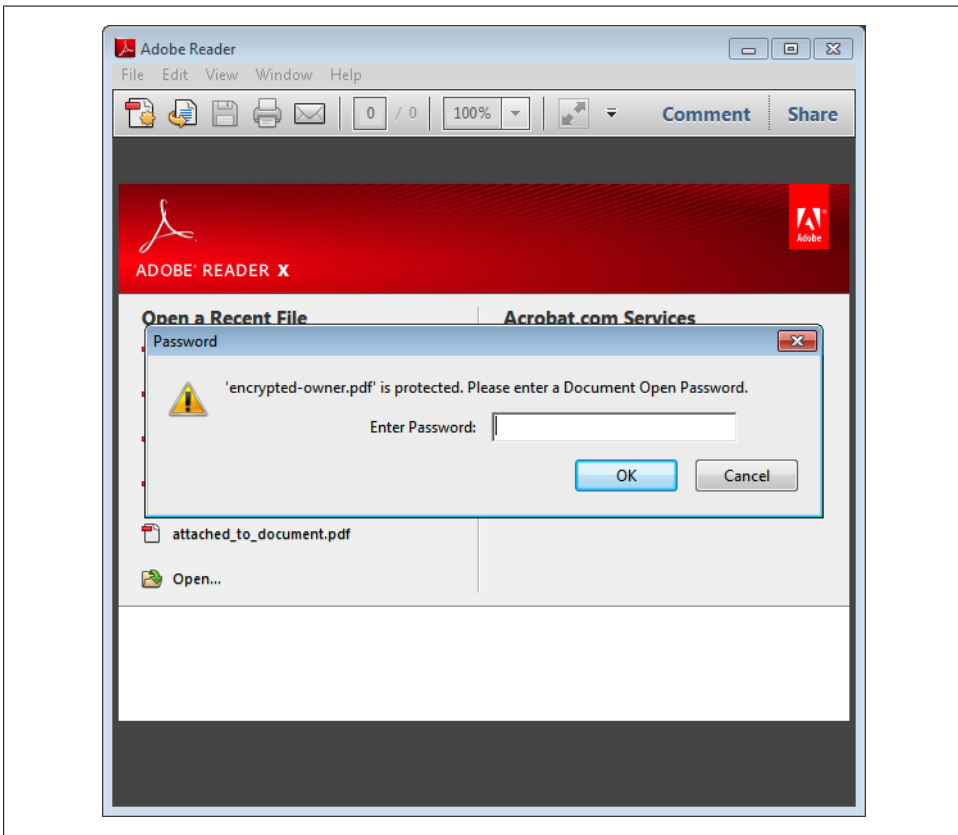 Adobe Reader
File Edit View Window Help
0 / 0 100% Comment Share
Adobe
ADOBE® READER X
Open a Recent File Acrobat.com Services
Password
'encrypted-owner.pdf' is protected. Please enter a Document Open Password.
Enter Password:
OK Cancel
attached_to_document.pdf
Open...